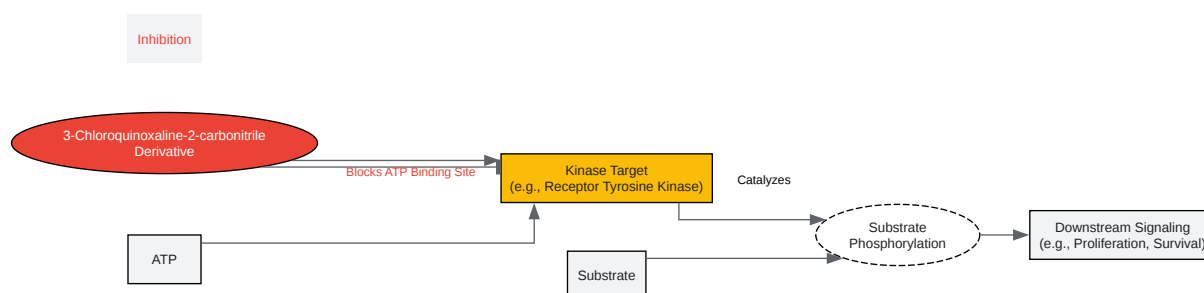 Inhibition
3-Chloroquinoxaline-2-carbonitrile
Derivative
Blocks ATP Binding Site
Kinase Target
(e.g., Receptor Tyrosine Kinase)
Catalyzes
ATP
Substrate
Substrate
Phosphorylation
Downstream Signaling
(e.g., Proliferation, Survival)